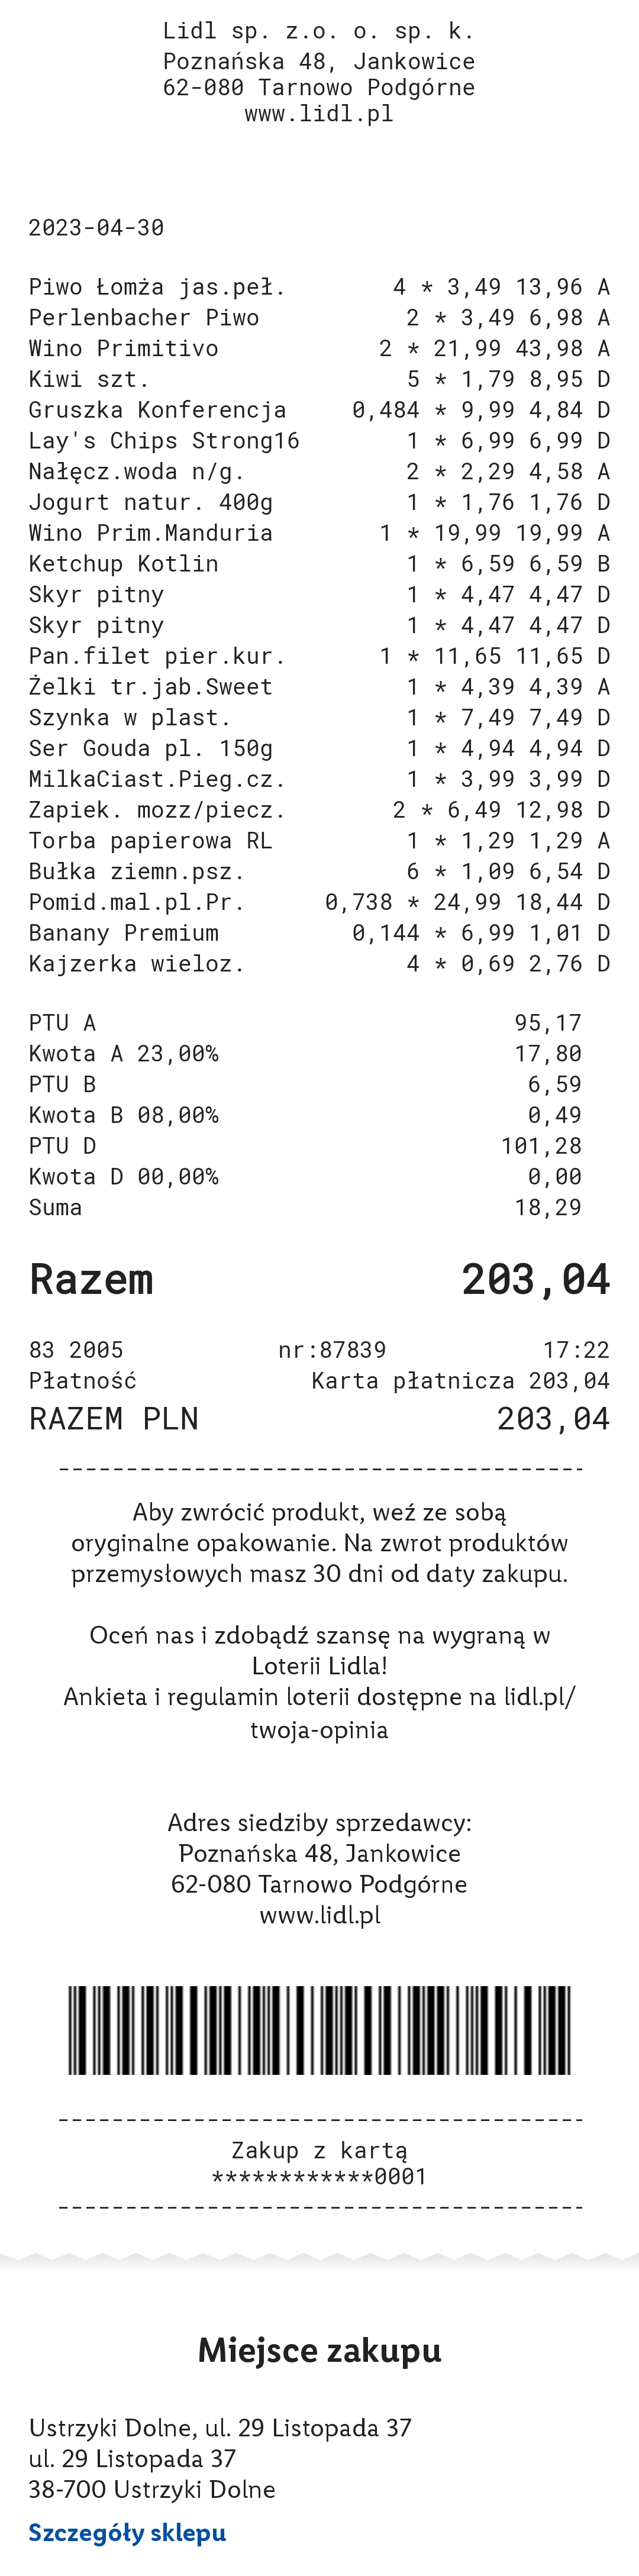 Lidl sp. z.o. o. sp. k.
Poznańska 48, Jankowice
62-080 Tarnowo Podgórne
www.lidl.pl
2023-04-30
Piwo Łomża jas.peł. 4 * 3,49 13,96 A
Perlenbacher Piwo 2 * 3,49 6,98 A
Wino Primitivo 2 * 21,99 43,98 A
Kiwi szt. 5 * 1,79 8,95 D
Gruszka Konferencja 0,484 * 9,99 4,84 D
Lay's Chips Strong16 1 * 6,99 6,99 D
Nałęcz.woda n/g. 2 * 2,29 4,58 A
Jogurt natur. 400g 1 * 1,76 1,76 D
Wino Prim.Manduria 1 * 19,99 19,99 A
Ketchup Kotlin 1 * 6,59 6,59 B
Skyr pitny 1 * 4,47 4,47 D
Skyr pitny 1 * 4,47 4,47 D
Pan.filet pier.kur. 1 * 11,65 11,65 D
Żelki tr.jab.Sweet 1 * 4,39 4,39 A
Szynka w plast. 1 * 7,49 7,49 D
Ser Gouda pl. 150g 1 * 4,94 4,94 D
MilkaCiast.Pieg.cz. 1 * 3,99 3,99 D
Zapiek. mozz/piecz. 2 * 6,49 12,98 D
Torba papierowa RL 1 * 1,29 1,29 A
Bułka ziemn.psz. 6 * 1,09 6,54 D
Pomid.mal.pl.Pr. 0,738 * 24,99 18,44 D
Banany Premium 0,144 * 6,99 1,01 D
Kajzerka wieloz. 4 * 0,69 2,76 D
PTU A 95,17
Kwota A 23,00% 17,80
PTU B 6,59
Kwota B 08,00% 0,49
PTU D 101,28
Kwota D 00,00% 0,00
Suma 18,29
Razem 203,04
83 2005 nr:87839 17:22
Płatność Karta płatnicza 203,04
RAZEM PLN 203,04
Aby zwrócić produkt, weź ze sobą
oryginalne opakowanie. Na zwrot produktów
przemysłowych masz 30 dni od daty zakupu.
Oceń nas i zdobądź szansę na wygraną w
Loterii Lidla!
Ankieta i regulamin loterii dostępne na lidl.pl/
twoja-opinia
Adres siedziby sprzedawcy:
Poznańska 48, Jankowice
62-080 Tarnowo Podgórne
www.lidl.pl
Zakup z kartą
************0001
Miejsce zakupu
Ustrzyki Dolne, ul. 29 Listopada 37
ul. 29 Listopada 37
38-700 Ustrzyki Dolne
Szczegóły sklepu